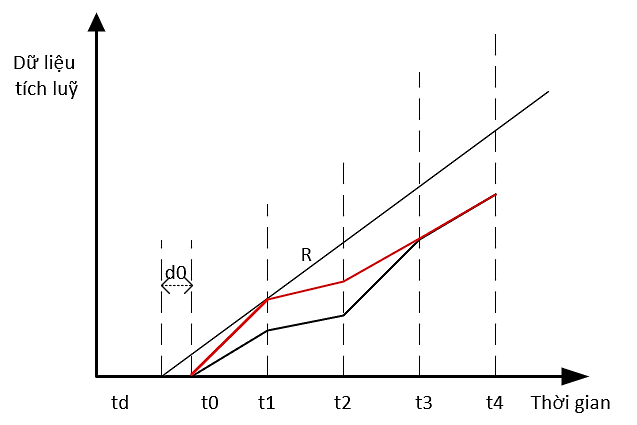 Dữ liệu
tích luỹ
d0
R
td
t0
t1
t2
t3
t4
Thời gian